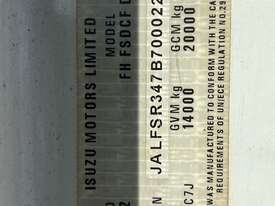 ISUZU MOTORS LIMITED
MODEL
FH FSDCF D
N JALFSR347B700022
GVM kg GCM kg
C7J 14000 20000
WAS MANUFACTURED TO CONFORM WITH THE CA
REQUIREMENTS OF UN/ECE REGULATION NO.29